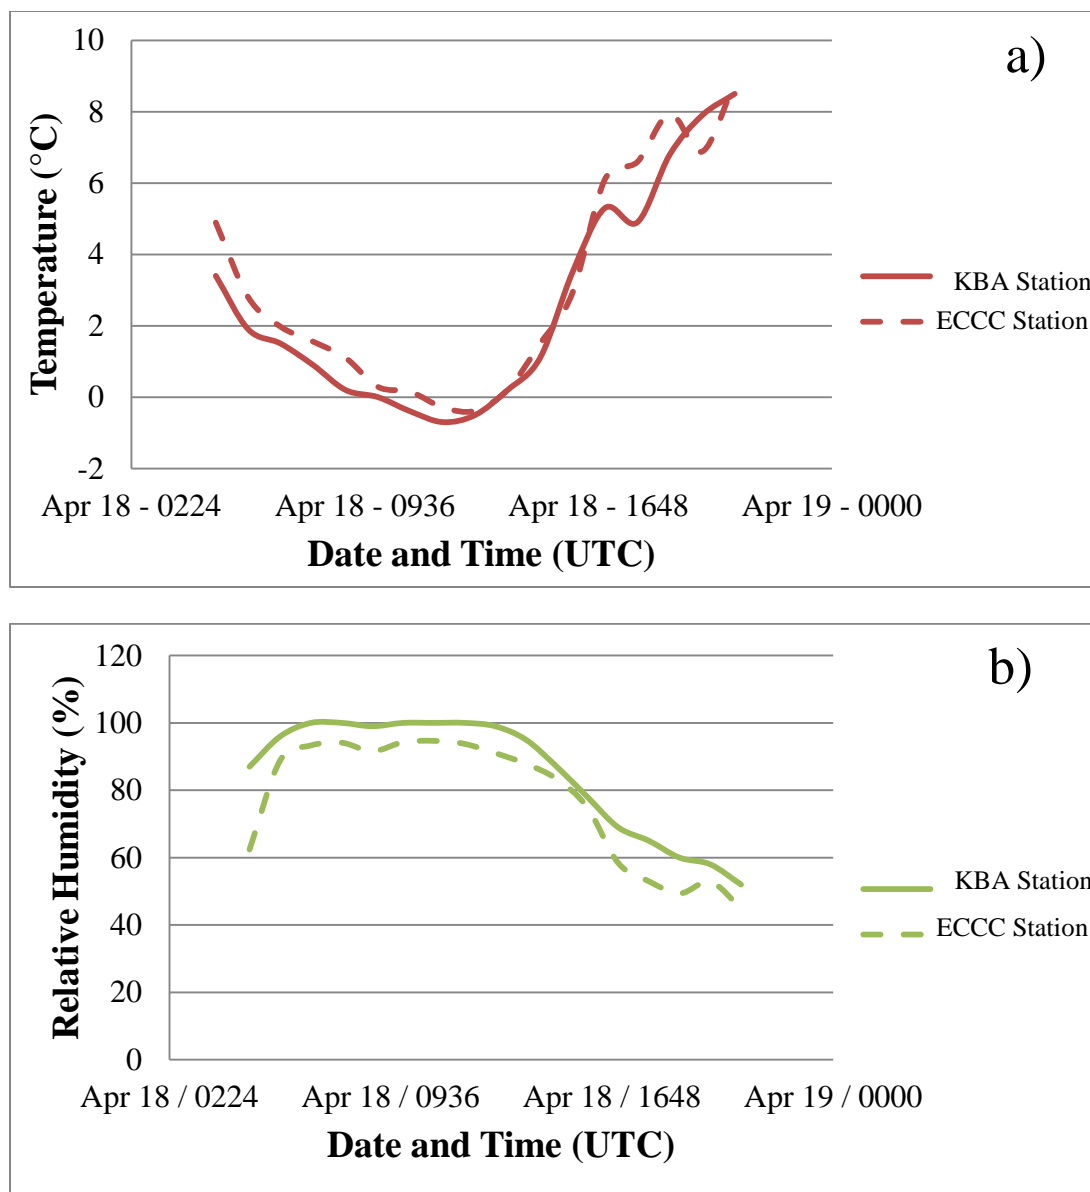 a)
10
8
6
4
2
0
-2
Temperature (°C)
KBA Station
ECCC Station
Apr 18 - 0224 Apr 18 - 0936 Apr 18 - 1648 Apr 19 - 0000
Date and Time (UTC)
b)
120
100
80
60
40
20
0
Relative Humidity (%)
KBA Station
ECCC Station
Apr 18 / 0224 Apr 18 / 0936 Apr 18 / 1648 Apr 19 / 0000
Date and Time (UTC)